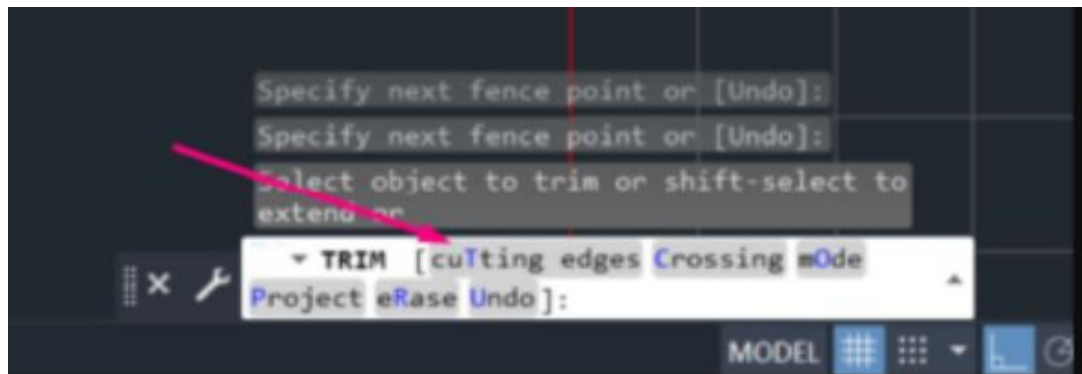 Specify next fence point or [Undo]:
Specify next fence point or [Undo]:
Select object to trim or shift-select to
extend or
TRIM [cuTting edges Crossing mOde
Project eRase Undo]:
MODEL